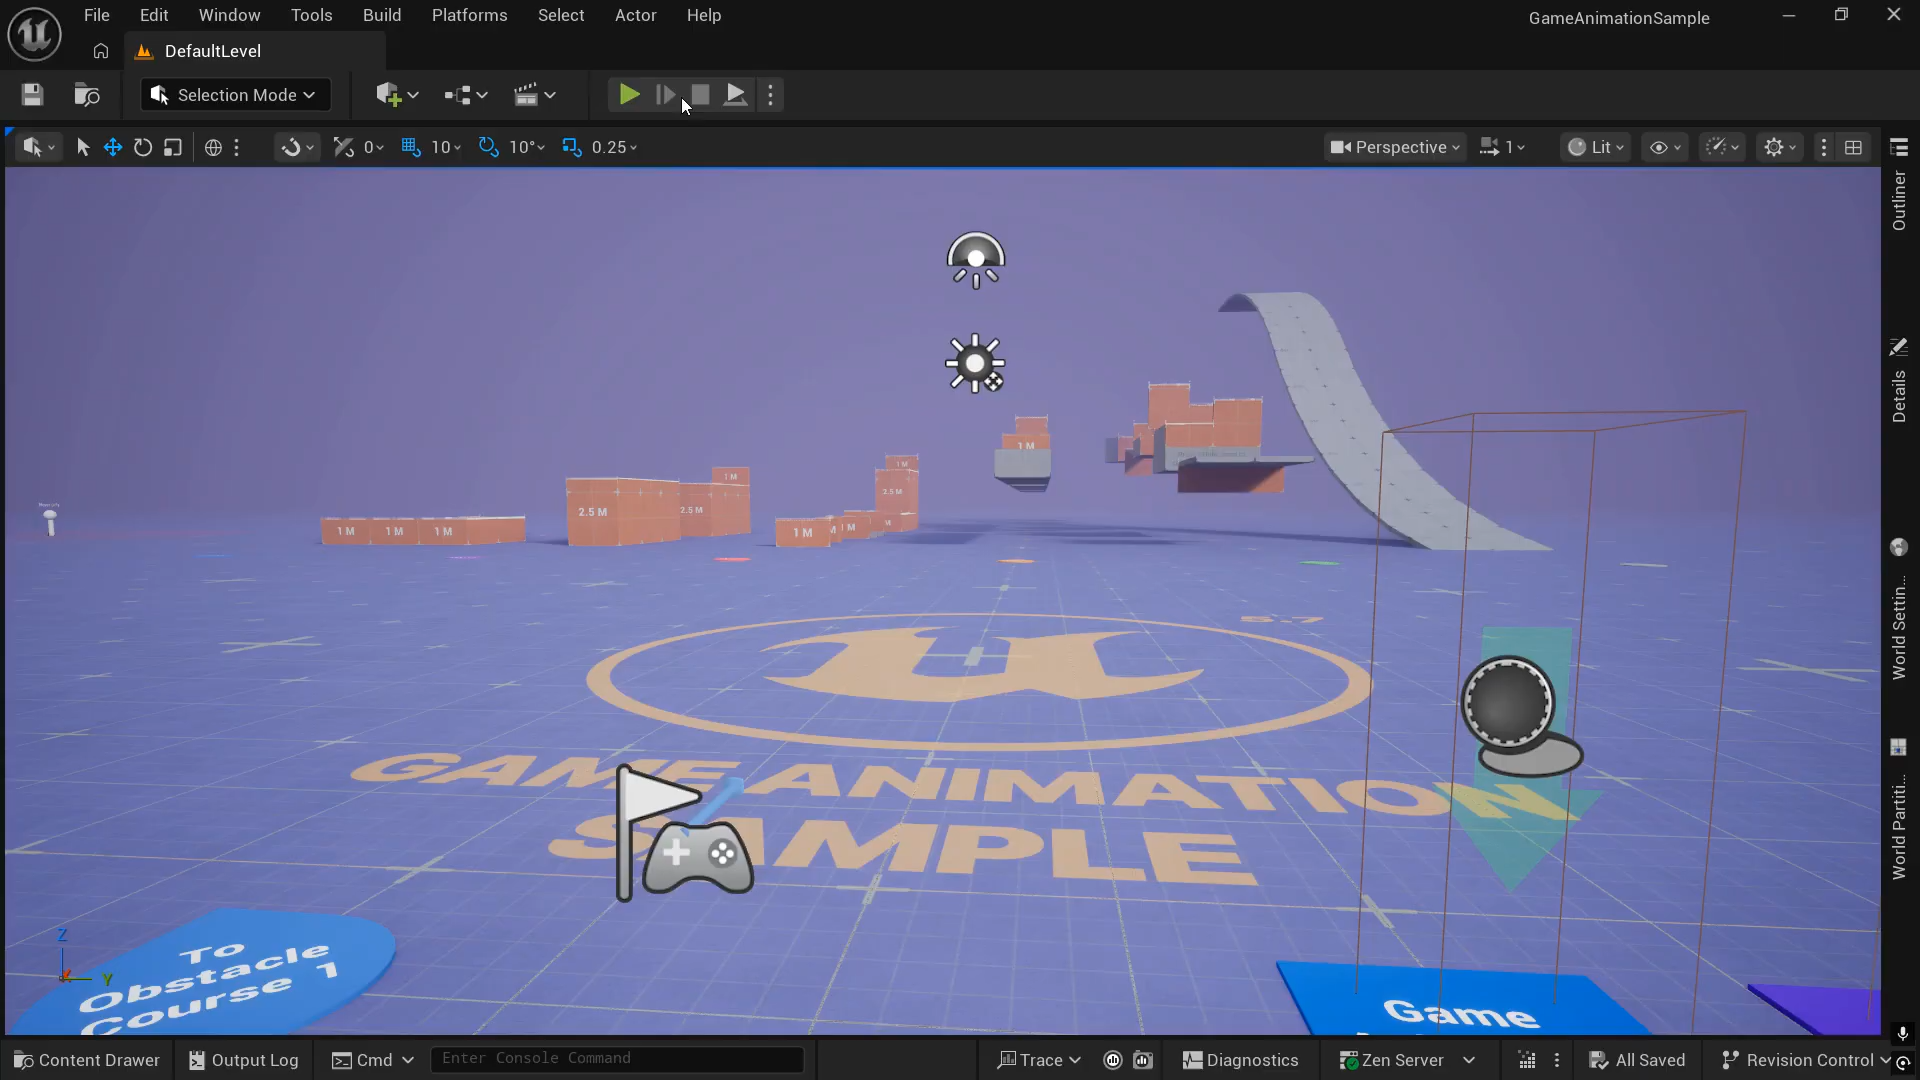 File Edit Window Tools Build Platforms Select Actor Help
GameAnimationSample
DefaultLevel
Selection Mode
0 10 10° 0.25
Perspective 1 Lit
Outliner
Details
World Settin...
World Partiti...
1 M
1 M
1 M
1 M
2.5 M
2.5 M
1 M
2.5 M
1 M
1 M
M
M
5.7
GAME ANIMATION
SAMPLE
To
Obstacle
Course 1
Game
Z
Y
Content Drawer Output Log Cmd Enter Console Command Trace Diagnostics Zen Server All Saved Revision Control